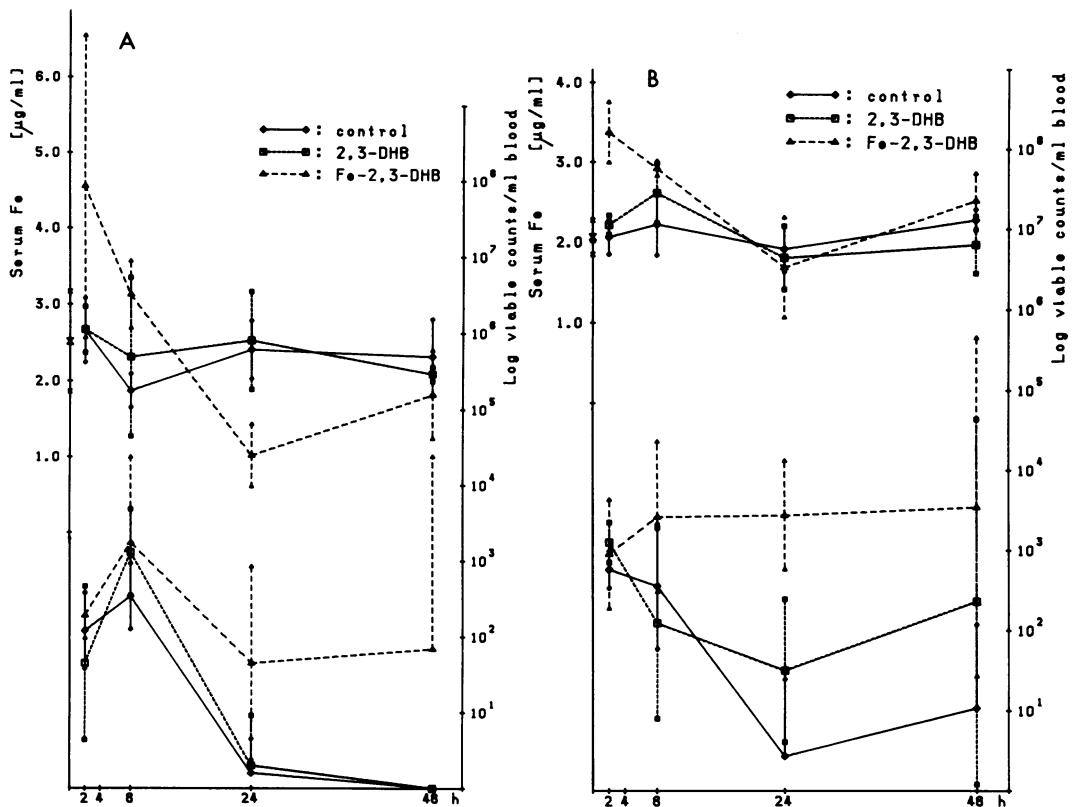 A
Serum Fe [µg/ml]
6.0
5.0
4.0
3.0
2.0
1.0
: control
: 2,3-DHB
: Fe-2,3-DHB
10⁸
10⁷
10⁶
10⁵
10⁴
10³
10²
10¹
Log viable counts/ml blood
2 4 8 24 48 h
B
Serum Fe [µg/ml]
4.0
3.0
2.0
1.0
: control
: 2,3-DHB
: Fe-2,3-DHB
10⁸
10⁷
10⁶
10⁵
10⁴
10³
10²
10¹
Log viable counts/ml blood
2 4 8 24 48 h